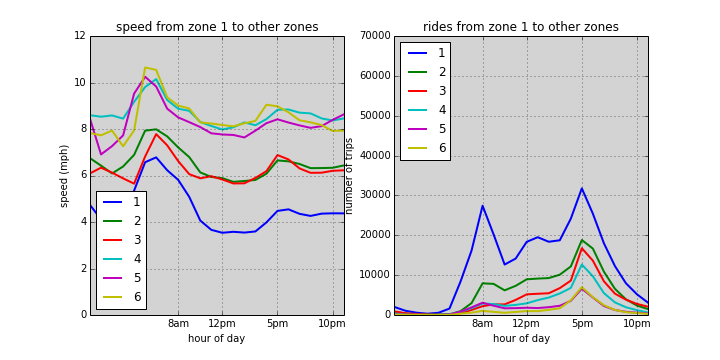 speed from zone 1 to other zones
12
10
8
6
4
2
0
speed (mph)
1
2
3
4
5
6
8am
12pm
5pm
10pm
hour of day
rides from zone 1 to other zones
70000
60000
50000
40000
30000
20000
10000
0
number of trips
1
2
3
4
5
6
8am
12pm
5pm
10pm
hour of day